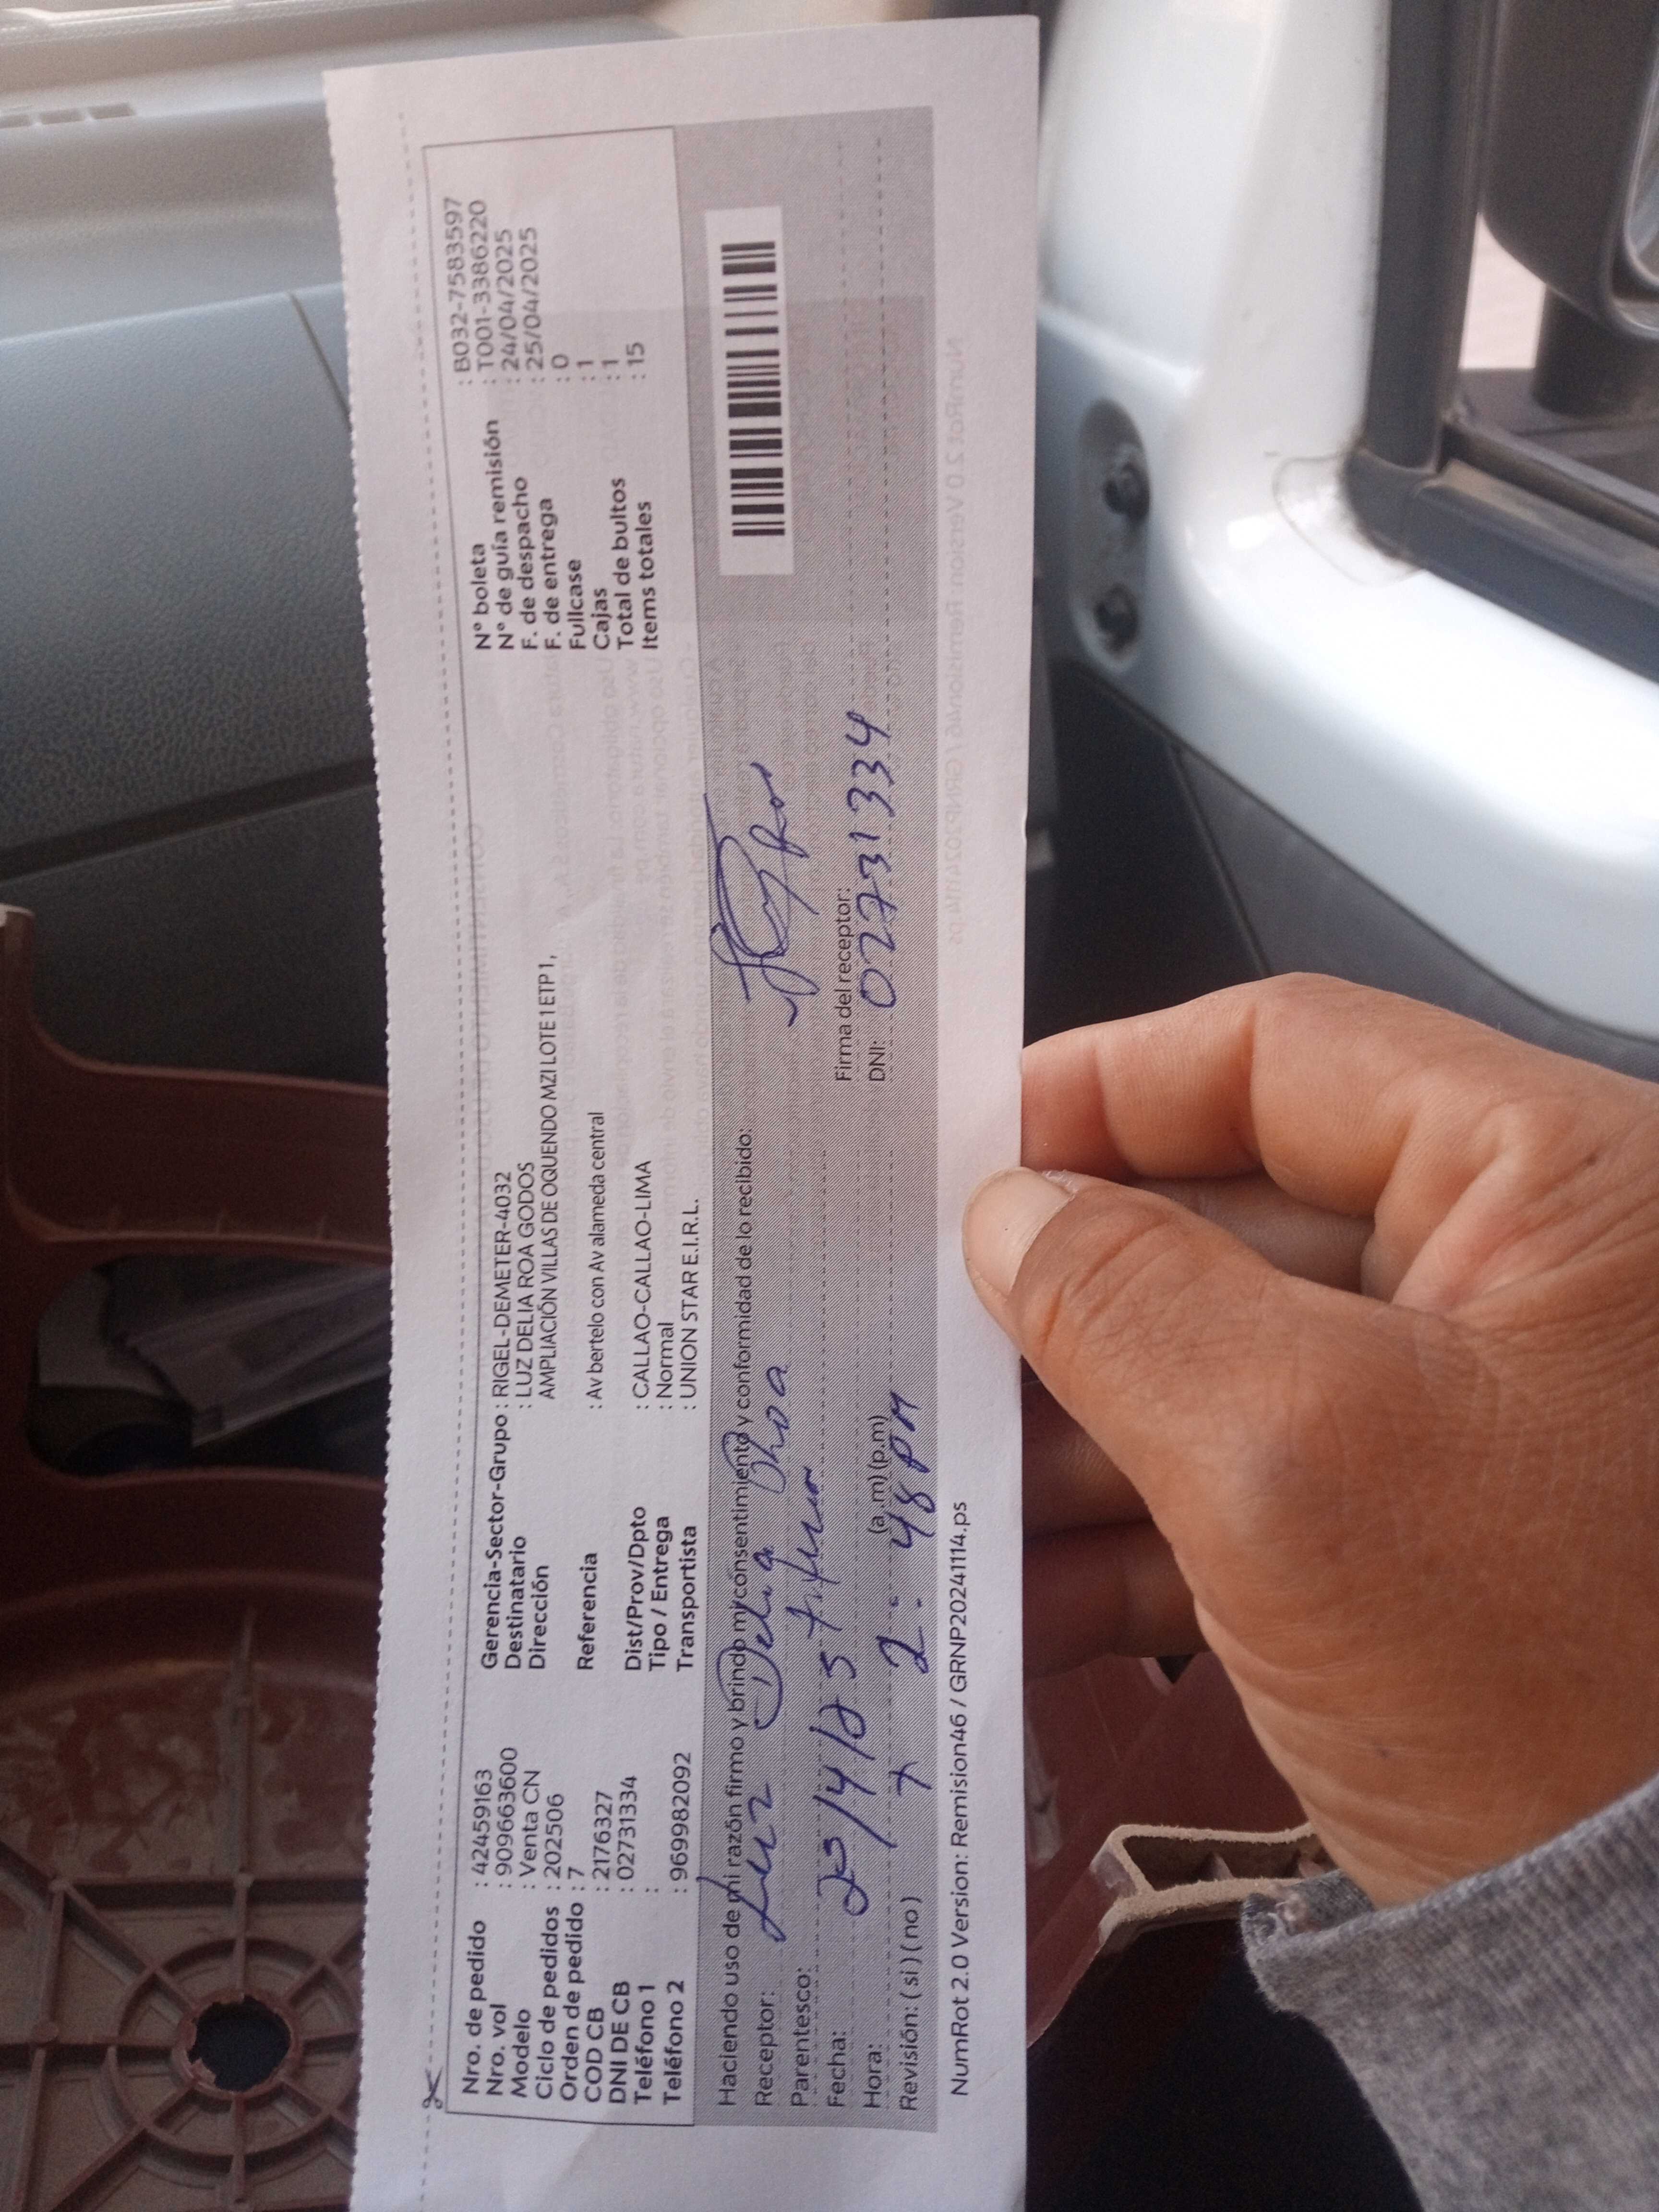 Nro. de pedido : 42459163
Nro. vol : 90966363600
Modelo : Venta CN
Ciclo de pedidos : 202506
Orden de pedido : 7
COD CB : 2176327
DNI DE CB : 02731334
Teléfono 1 :
Teléfono 2 : 969982092
Gerencia-Sector-Grupo : RIGEL-DEMETER-4032
Destinatario : LUZ DELIA ROA GODOS
Dirección AMPLIACIÓN VILLAS DE OQUENDO MZI LOTE 1 ETP 1,
Referencia : Av bertelo con Av alameda central
Dist/Prov/Dpto : CALLAO-CALLAO-LIMA
Tipo / Entrega : Normal
Transportista : UNION STAR E.I.R.L.
N° boleta : B032-7583597
N° de guía remisión : T001-3386220
F. de despacho : 24/04/2025
F. de entrega : 25/04/2025
Fullcase : 0
Cajas : 1
Total de bultos : 1
Items totales : 15
Haciendo uso de mi razón firmo y brindo mi consentimiento y conformidad de lo recibido:
Receptor: Luz Delia
Parentesco:
Fecha: 25/4/25
Hora: 2:48 PM (a.m) (p.m)
Revisión: ( si ) ( no )
Firma del receptor:
DNI: 02731334
NumRot 2.0 Version: Remision46 / GRNP20241114.ps